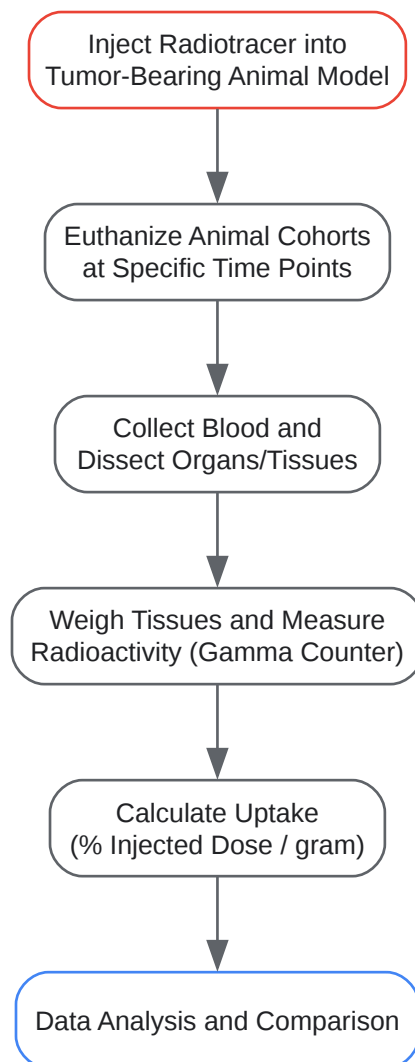 Inject Radiotracer into
Tumor-Bearing Animal Model
Euthanize Animal Cohorts
at Specific Time Points
Collect Blood and
Dissect Organs/Tissues
Weigh Tissues and Measure
Radioactivity (Gamma Counter)
Calculate Uptake
(% Injected Dose / gram)
Data Analysis and Comparison